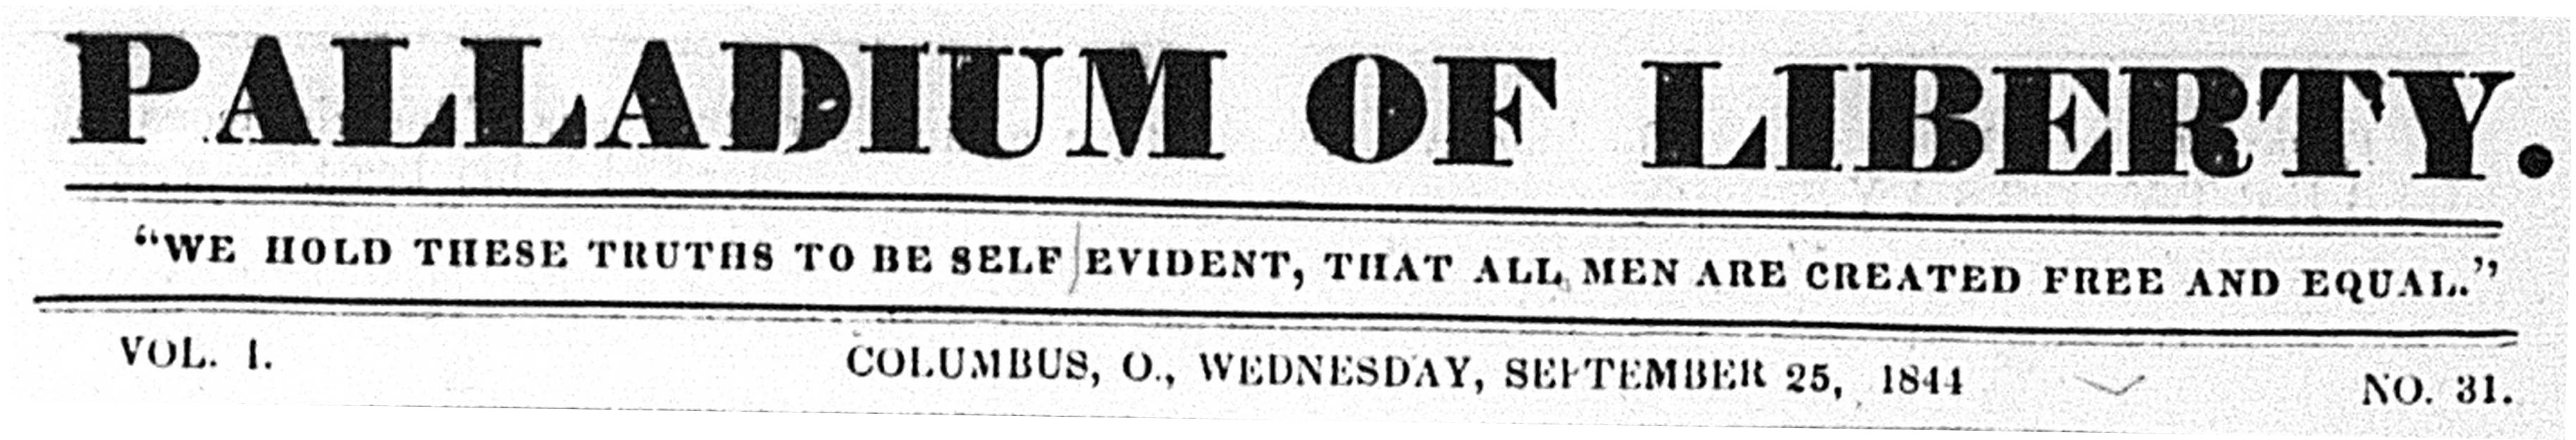 PALLADIUM OF LIBERTY.
"WE HOLD THESE TRUTHS TO BE SELF EVIDENT, THAT ALL MEN ARE CREATED FREE AND EQUAL."
VOL. I. COLUMBUS, O., WEDNESDAY, SEPTEMBER 25, 1844 NO. 31.